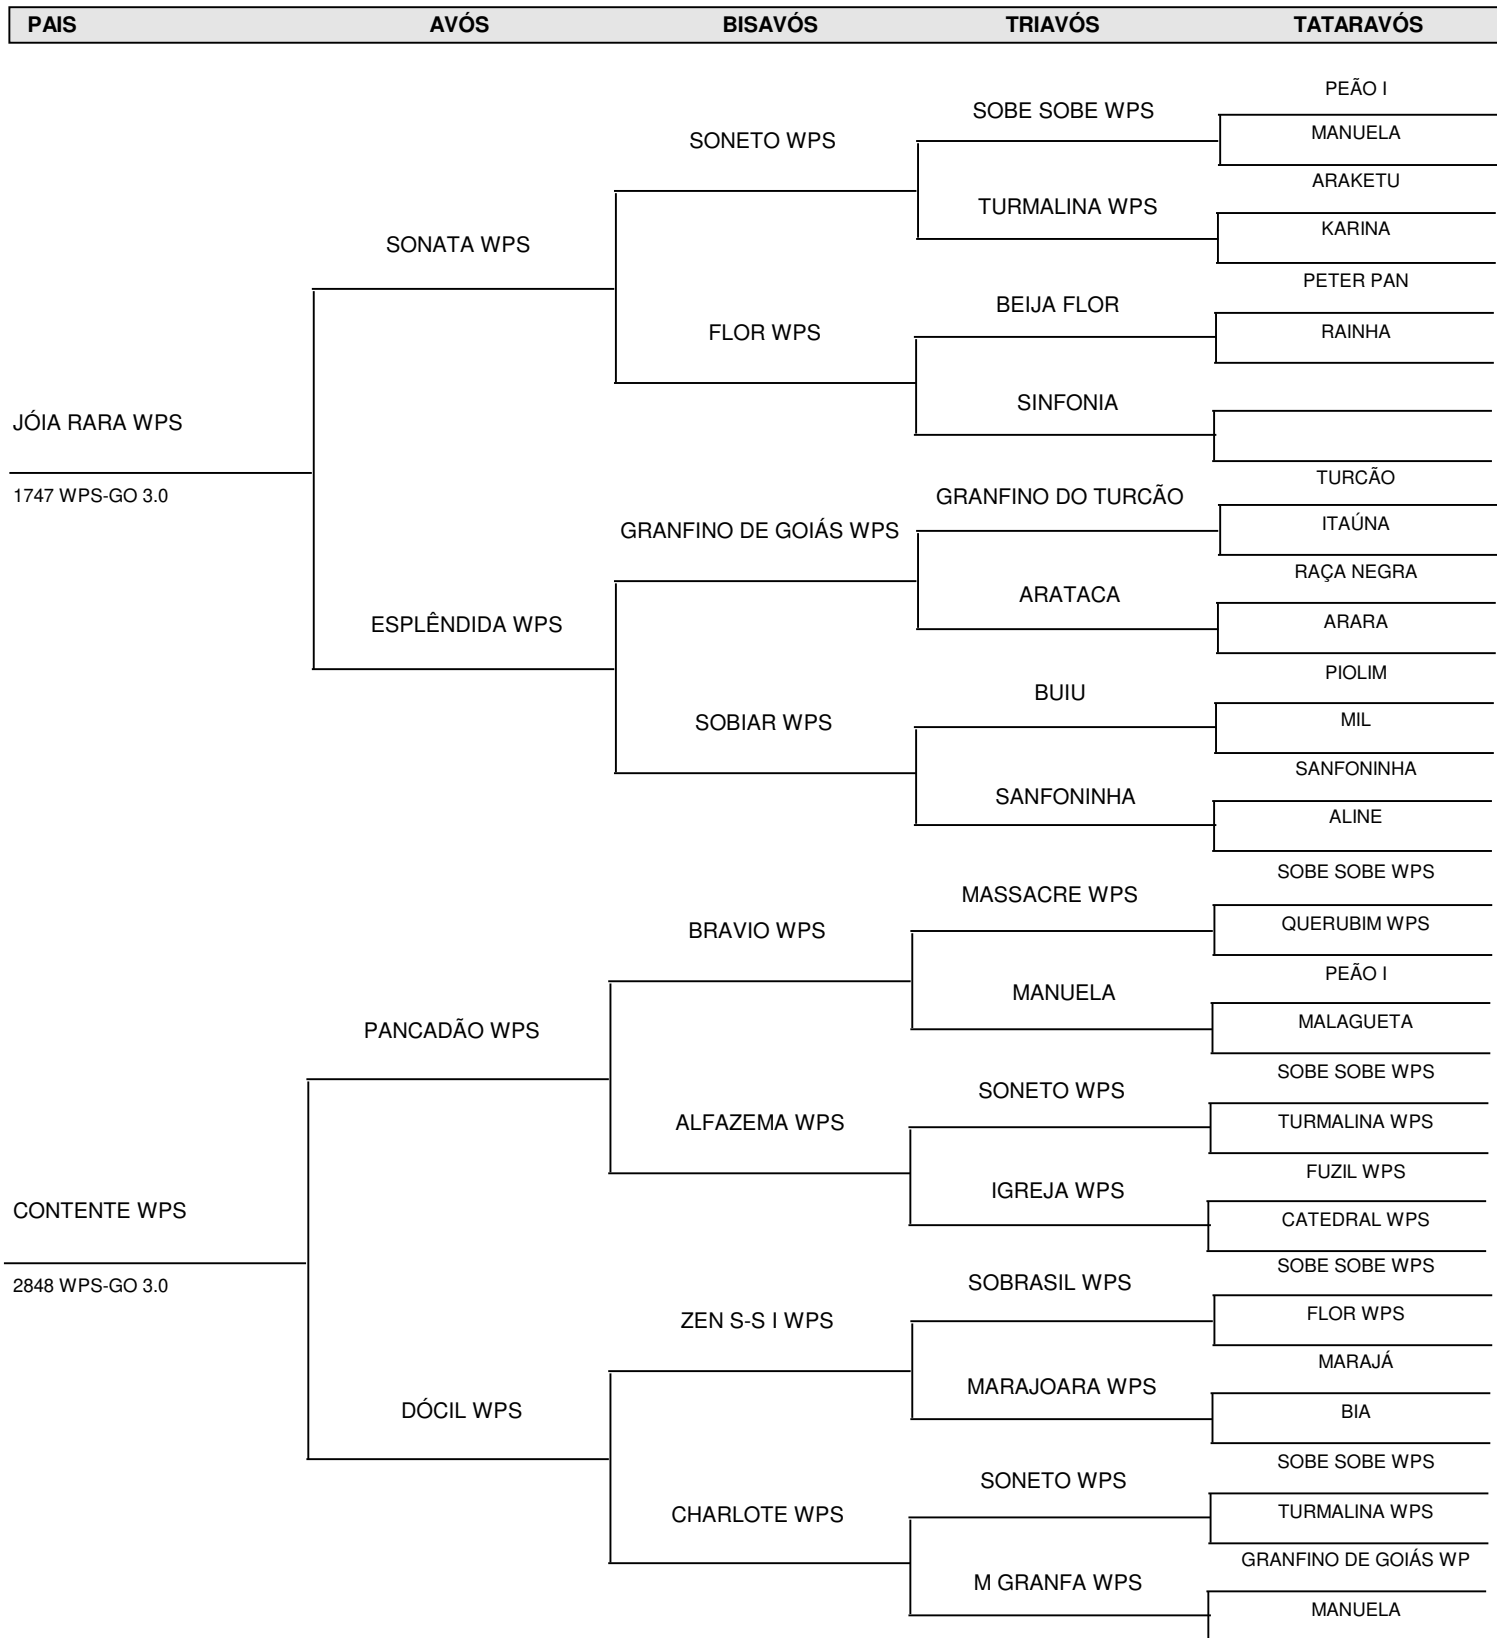 PAIS AVÓS BISAVÓS TRIAVÓS TATARAVÓS
PEÃO I
SOBE SOBE WPS
MANUELA
SONETO WPS
ARAKETU
TURMALINA WPS
KARINA
SONATA WPS
PETER PAN
BEIJA FLOR
RAINHA
FLOR WPS
SINFONIA
JÓIA RARA WPS
1747 WPS-GO 3.0
TURCÃO
GRANFINO DO TURCÃO
ITAÚNA
GRANFINO DE GOIÁS WPS
RAÇA NEGRA
ARATACA
ARARA
ESPLÊNDIDA WPS
PIOLIM
BUIU
MIL
SOBIAR WPS
SANFONINHA
SANFONINHA
ALINE
SOBE SOBE WPS
MASSACRE WPS
QUERUBIM WPS
BRAVIO WPS
PEÃO I
MANUELA
MALAGUETA
PANCADÃO WPS
SOBE SOBE WPS
SONETO WPS
TURMALINA WPS
ALFAZEMA WPS
FUZIL WPS
IGREJA WPS
CATEDRAL WPS
CONTENTE WPS
2848 WPS-GO 3.0
SOBE SOBE WPS
SOBRASIL WPS
FLOR WPS
ZEN S-S I WPS
MARAJÁ
MARAJOARA WPS
BIA
DÓCIL WPS
SOBE SOBE WPS
SONETO WPS
TURMALINA WPS
CHARLOTE WPS
GRANFINO DE GOIÁS WP
M GRANFA WPS
MANUELA